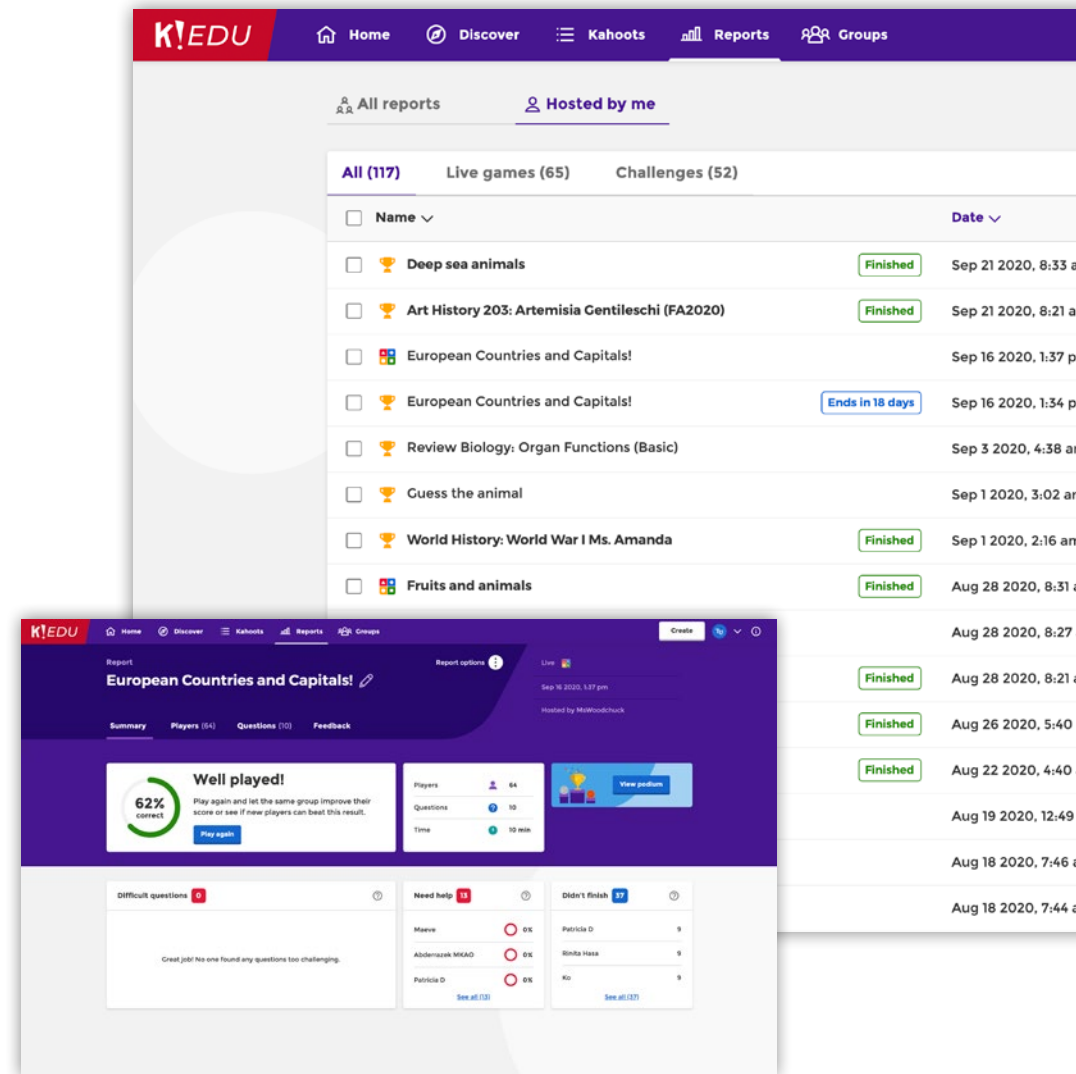 K!EDU Home Discover Kahoots Reports Groups
All reports Hosted by me
All (117) Live games (65) Challenges (52)
Name Date
Deep sea animals Finished Sep 21 2020, 8:33 a
Art History 203: Artemisia Gentileschi (FA2020) Finished Sep 21 2020, 8:21 a
European Countries and Capitals! Sep 16 2020, 1:37 p
European Countries and Capitals! Ends in 18 days Sep 16 2020, 1:34 p
Review Biology: Organ Functions (Basic) Sep 3 2020, 4:38 am
Guess the animal Sep 1 2020, 3:02 am
World History: World War I Ms. Amanda Finished Sep 1 2020, 2:16 am
Fruits and animals Finished Aug 28 2020, 8:31 a
Aug 28 2020, 8:27
Finished Aug 28 2020, 8:21 a
Finished Aug 26 2020, 5:40
Finished Aug 22 2020, 4:40
Aug 19 2020, 12:49
Aug 18 2020, 7:46 a
Aug 18 2020, 7:44 a
K!EDU Home Discover Kahoots Reports Groups Create
Report Report options Live
European Countries and Capitals!
Sep 16 2020, 1:37 pm
Hosted by MsWoodchuck
Summary Players (64) Questions (10) Feedback
62% correct
Well played!
Play again and let the same group improve their
score or see if new players can beat this result.
Play again
Players 64
Questions 10
Time 10 min
View podium
Difficult questions 0
Great job! No one found any questions too challenging.
Need help 13
Maeve 0%
Abderrazek MKAO 0%
Patricia D 0%
See all (13)
Didn't finish 37
Patricia D 9
Rinita Hasa 9
Ko 9
See all (37)